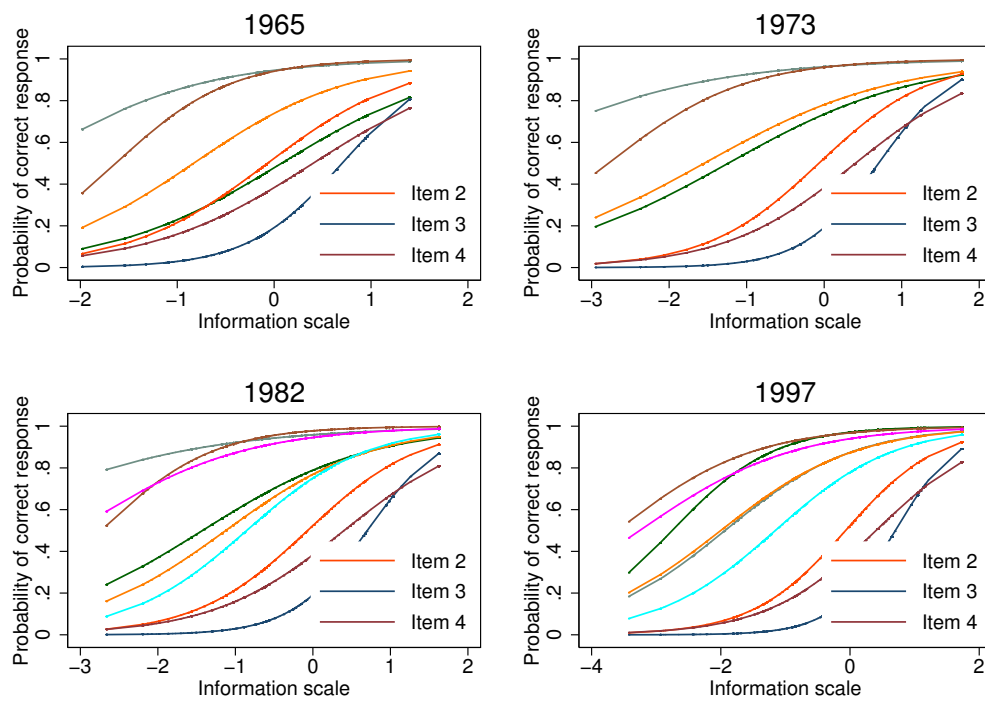 1965
Probability of correct response
1
.8
.6
.4
.2
0
Item 2
Item 3
Item 4
−2 −1 0 1 2
Information scale
1973
Probability of correct response
1
.8
.6
.4
.2
0
Item 2
Item 3
Item 4
−3 −2 −1 0 1 2
Information scale
1982
Probability of correct response
1
.8
.6
.4
.2
0
Item 2
Item 3
Item 4
−3 −2 −1 0 1 2
Information scale
1997
Probability of correct response
1
.8
.6
.4
.2
0
Item 2
Item 3
Item 4
−4 −2 0 2
Information scale